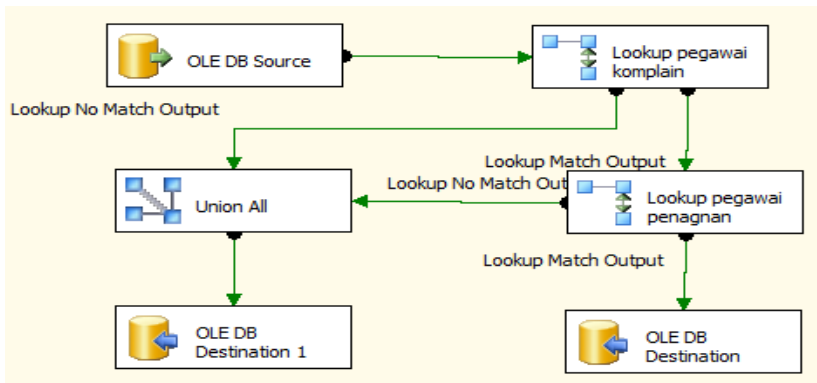 OLE DB Source
Lookup pegawai
komplain
Lookup No Match Output
Lookup Match Output
Lookup No Match Out
Union All
Lookup pegawai
penagnan
Lookup Match Output
OLE DB
Destination 1
OLE DB
Destination